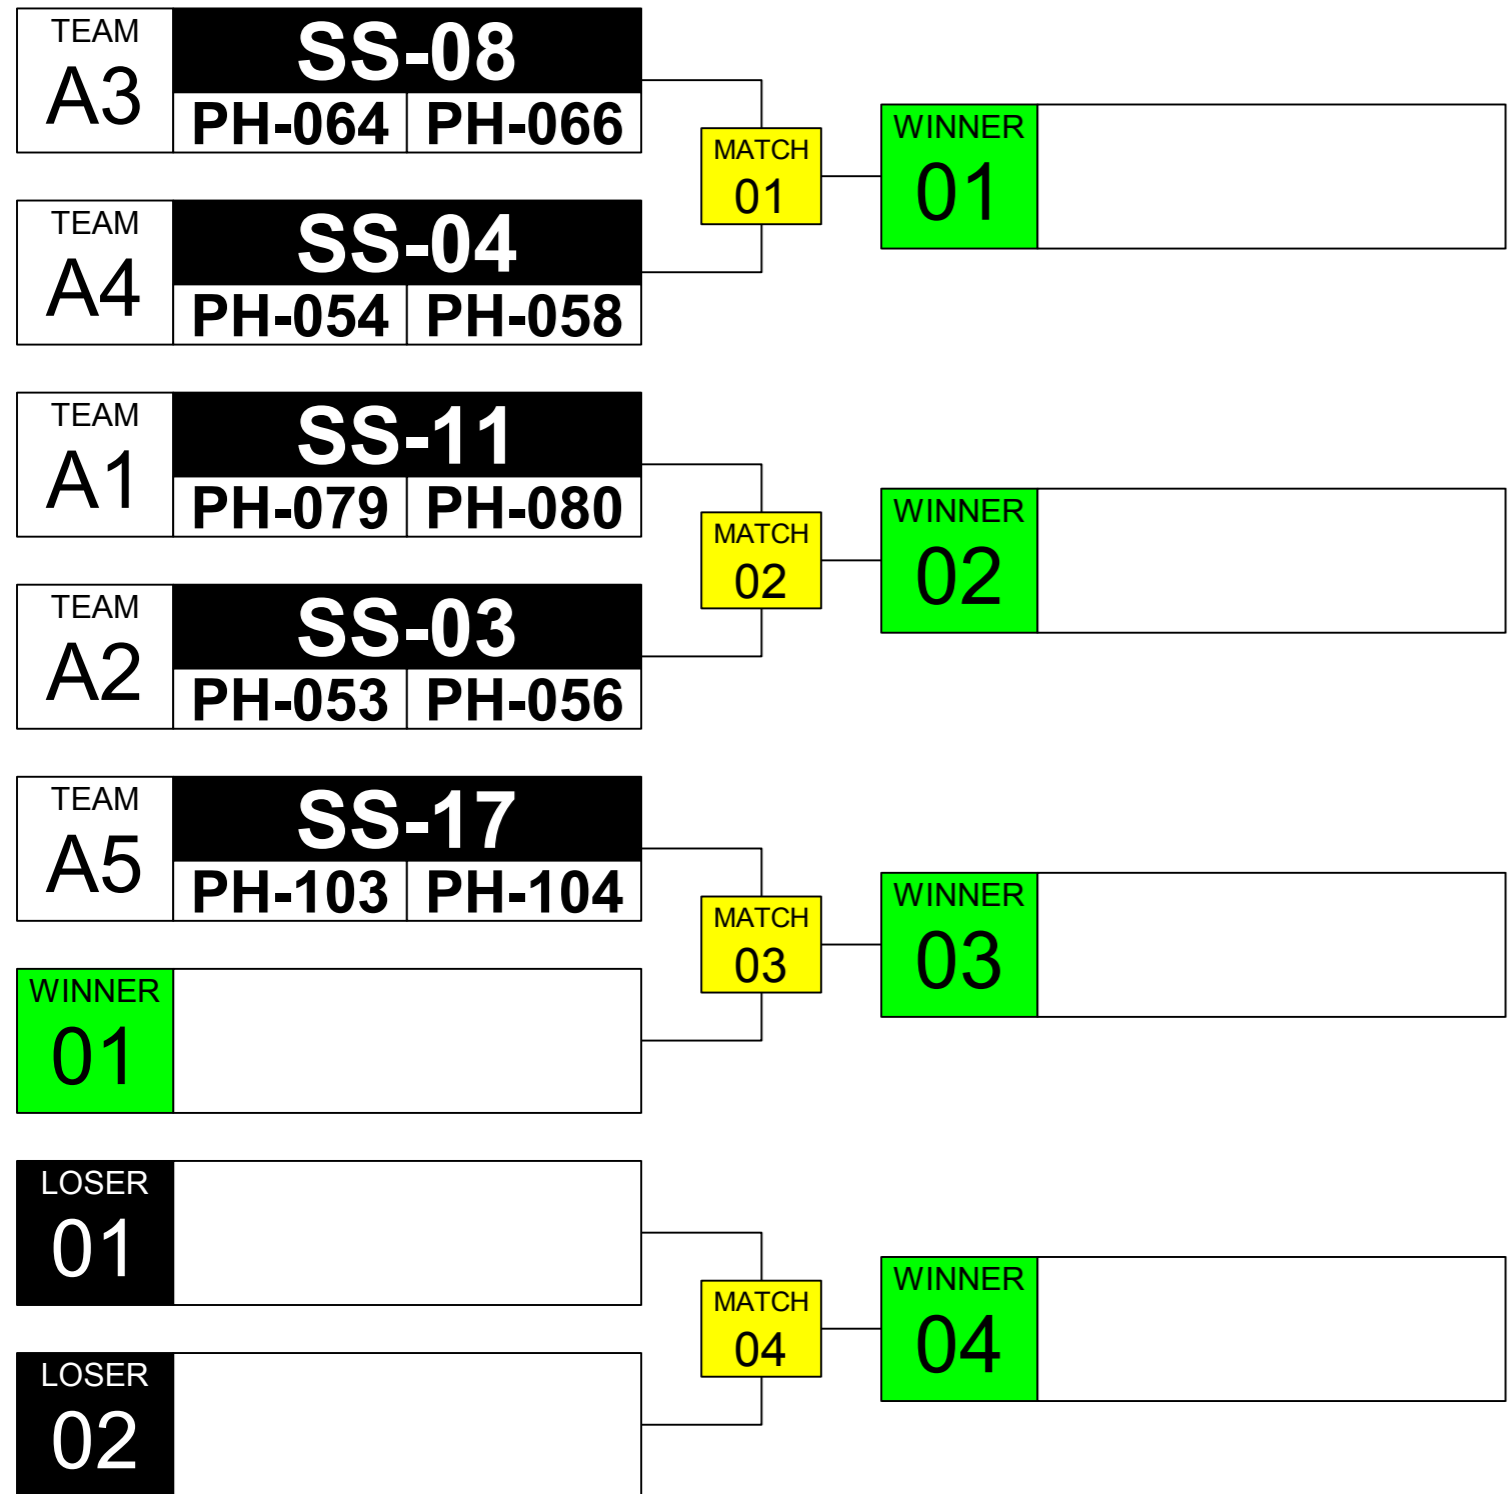 TEAM
A3
SS-08
PH-064 PH-066
MATCH
01
WINNER
01
TEAM
A4
SS-04
PH-054 PH-058
TEAM
A1
SS-11
PH-079 PH-080
MATCH
02
WINNER
02
TEAM
A2
SS-03
PH-053 PH-056
TEAM
A5
SS-17
PH-103 PH-104
MATCH
03
WINNER
03
WINNER
01
LOSER
01
MATCH
04
WINNER
04
LOSER
02